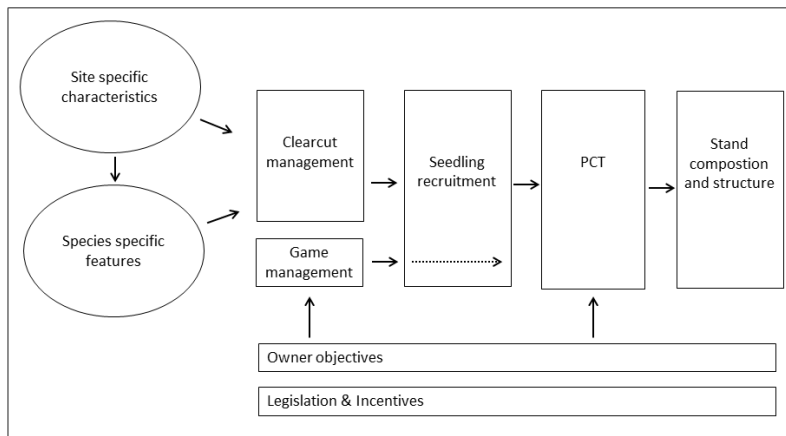 Site specific
characteristics
Species specific
features
Clearcut
management
Game
management
Seedling
recruitment
PCT
Stand
compostion
and structure
Owner objectives
Legislation & Incentives